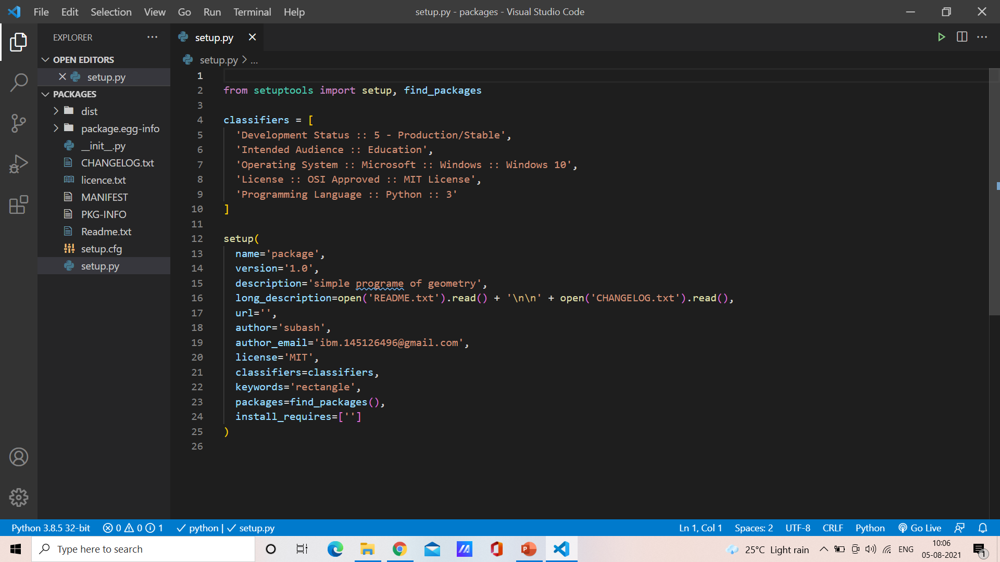 File Edit Selection View Go Run Terminal Help
setup.py - packages - Visual Studio Code
EXPLORER
OPEN EDITORS
setup.py
PACKAGES
dist
package.egg-info
__init__.py
CHANGELOG.txt
licence.txt
MANIFEST
PKG-INFO
Readme.txt
setup.cfg
setup.py
setup.py
setup.py > ...
1
2 from setuptools import setup, find_packages
3
4 classifiers = [
5 'Development Status :: 5 - Production/Stable',
6 'Intended Audience :: Education',
7 'Operating System :: Microsoft :: Windows :: Windows 10',
8 'License :: OSI Approved :: MIT License',
9 'Programming Language :: Python :: 3'
10 ]
11
12 setup(
13 name='package',
14 version='1.0',
15 description='simple programe of geometry',
16 long_description=open('README.txt').read() + '\n\n' + open('CHANGELOG.txt').read(),
17 url='',
18 author='subash',
19 author_email='ibm.145126496@gmail.com',
20 license='MIT',
21 classifiers=classifiers,
22 keywords='rectangle',
23 packages=find_packages(),
24 install_requires=['']
25 )
26
Python 3.8.5 32-bit 0 0 1 python | setup.py Ln 1, Col 1 Spaces: 2 UTF-8 CRLF Python Go Live
Type here to search
25°C Light rain
ENG
10:06
05-08-2021
1